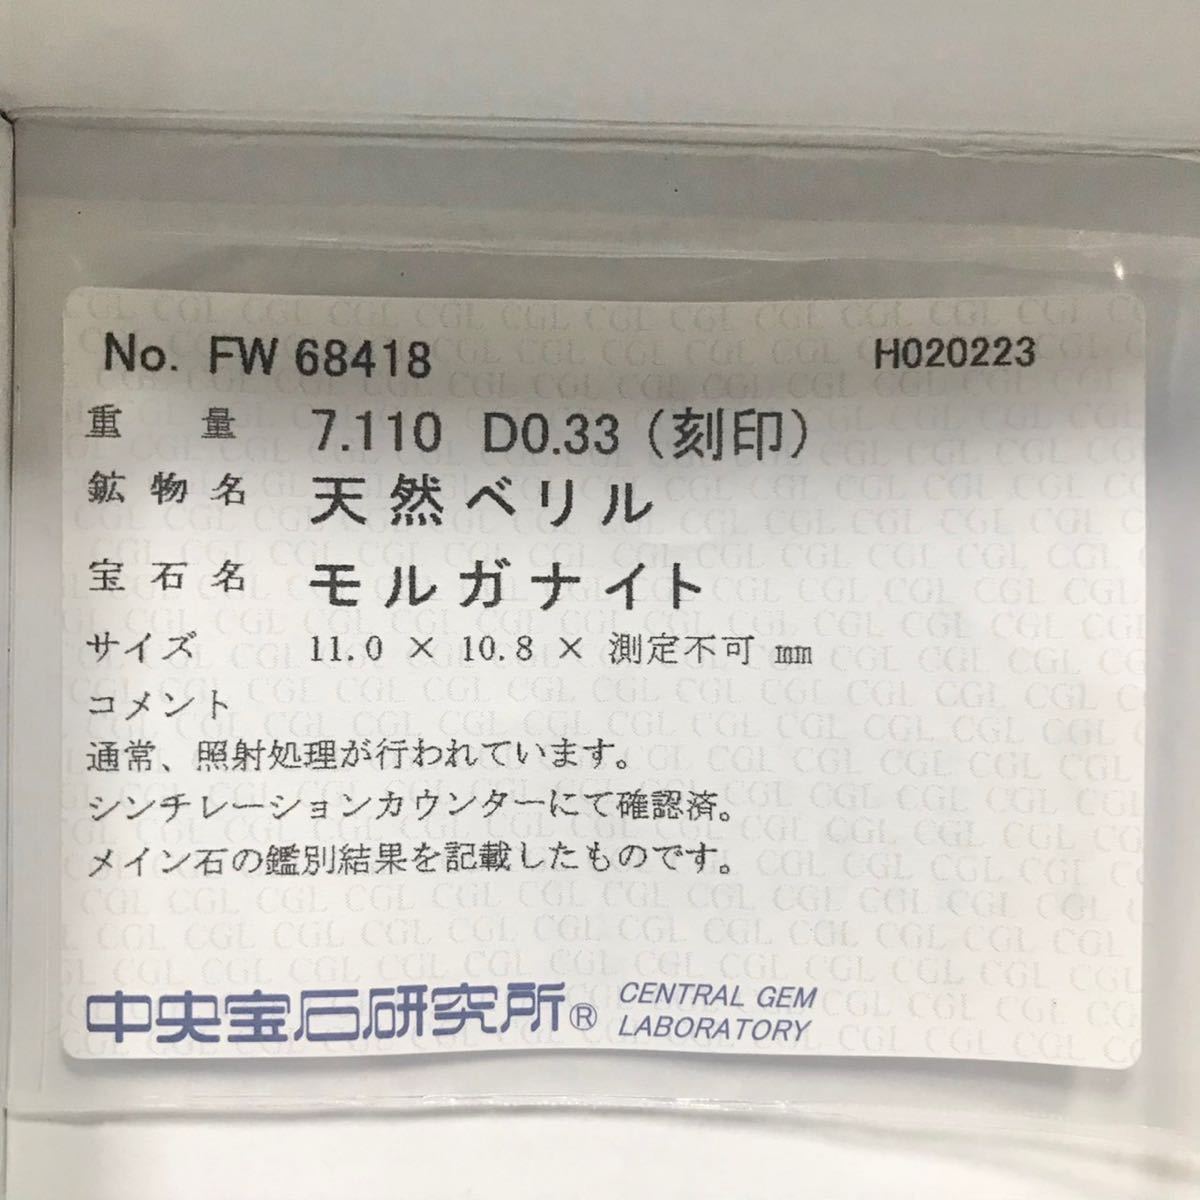 No. FW 68418 H020223
重量 7.110 D0.33（刻印）
鉱物名 天然ベリル
宝石名 モルガナイト
サイズ 11.0 × 10.8 × 測定不可 ㎜
コメント
通常、照射処理が行われています。
シンチレーションカウンターにて確認済。
メイン石の鑑別結果を記載したものです。
中央宝石研究所® CENTRAL GEM
LABORATORY